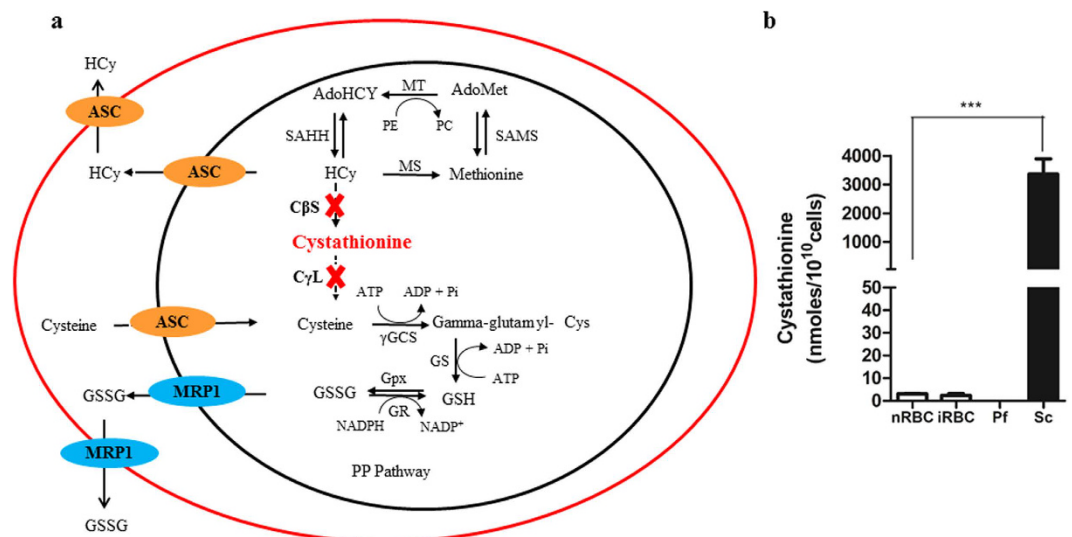 a
HCy
ASC
HCy
ASC
AdoHCY
MT
AdoMet
PE
PC
SAHH
SAMS
HCy
MS
Methionine
CβS
Cystathionine
CγL
ATP
ADP + Pi
Cysteine
ASC
Cysteine
γGCS
Gamma-glutamyl- Cys
GS
ADP + Pi
ATP
GSSG
MRP1
GSSG
Gpx
GR
GSH
NADPH
NADP+
MRP1
PP Pathway
GSSG
b
***
Cystathionine
(nmoles/10^10cells)
4000
3000
2000
1000
50
40
30
20
10
0
nRBC iRBC Pf Sc